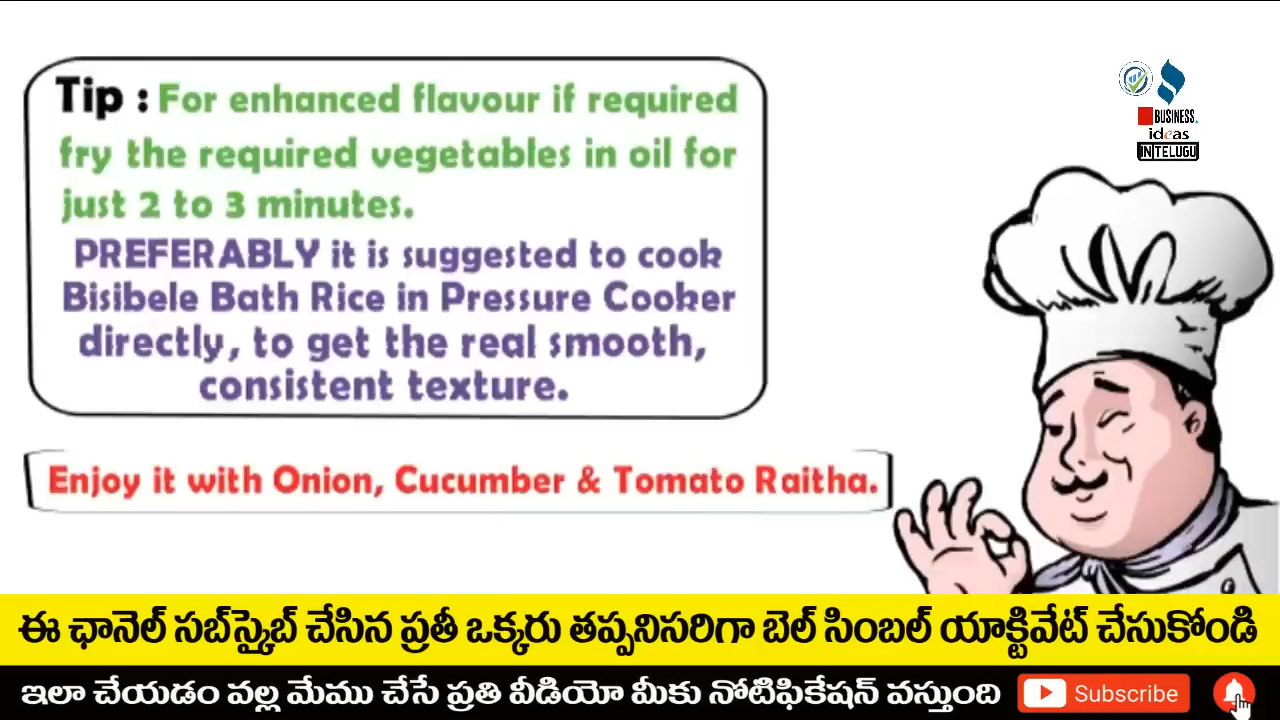 Tip : For enhanced flavour if required
fry the required vegetables in oil for
just 2 to 3 minutes.
PREFERABLY it is suggested to cook
Bisibele Bath Rice in Pressure Cooker
directly, to get the real smooth,
consistent texture.
Enjoy it with Onion, Cucumber & Tomato Raitha.
BUSINESS
ideas
IN TELUGU
ఈ ఛానెల్ సబ్‌స్క్రైబ్ చేసిన ప్రతీ ఒక్కరు తప్పనిసరిగా బెల్ సింబల్ యాక్టివేట్ చేసుకోండి
ఇలా చేయడం వల్ల మేము చేసే ప్రతి వీడియో మీకు నోటిఫికేషన్ వస్తుంది
Subscribe